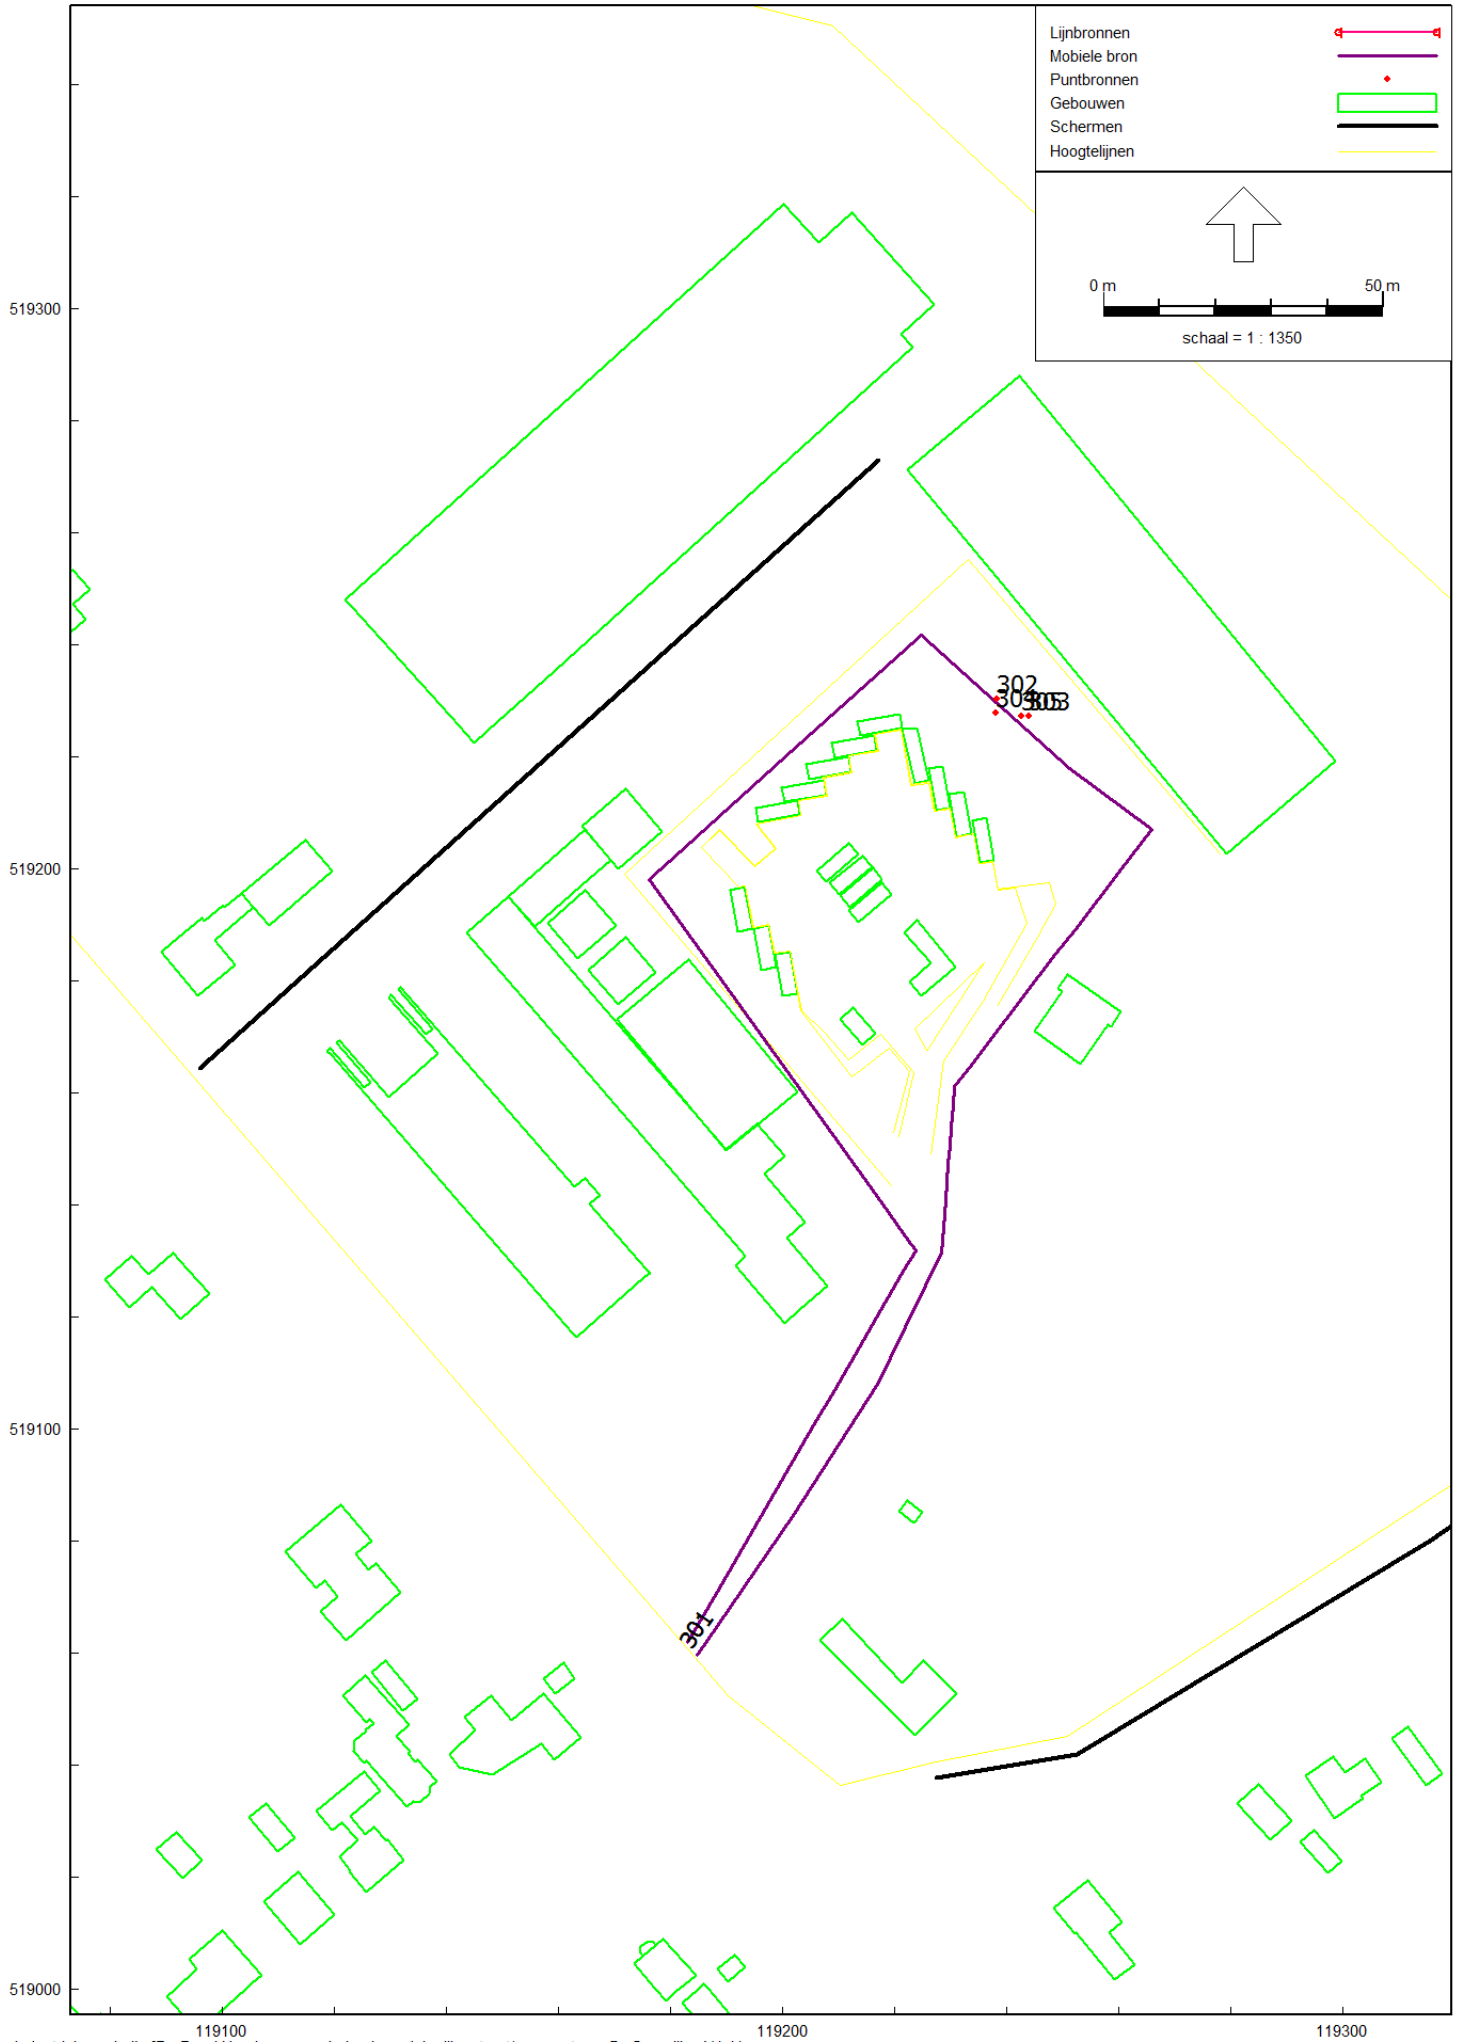 Lijnbronnen
Mobiele bron
Puntbronnen
Gebouwen
Schermen
Hoogtelijnen
0 m 50 m
schaal = 1 : 1350
519300
302
519200
519100
301
519000
119100 119200 119300